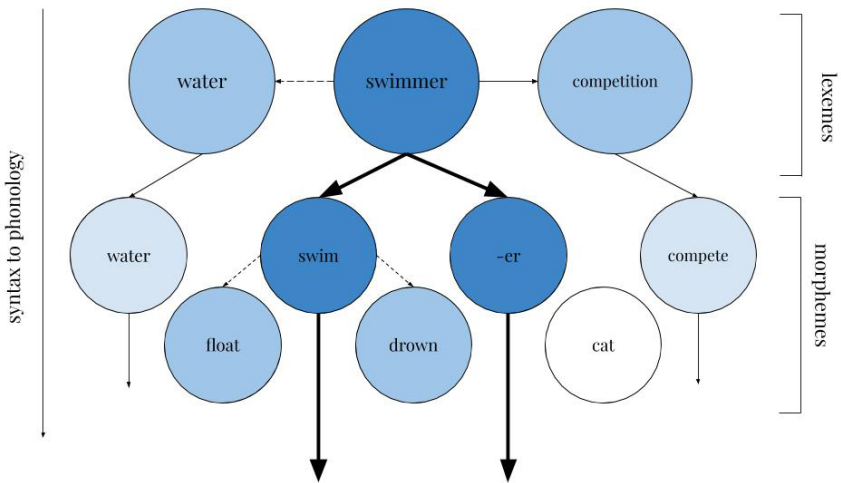 water
swimmer
competition
lexemes
syntax to phonology
water
swim
-er
compete
morphemes
float
drown
cat